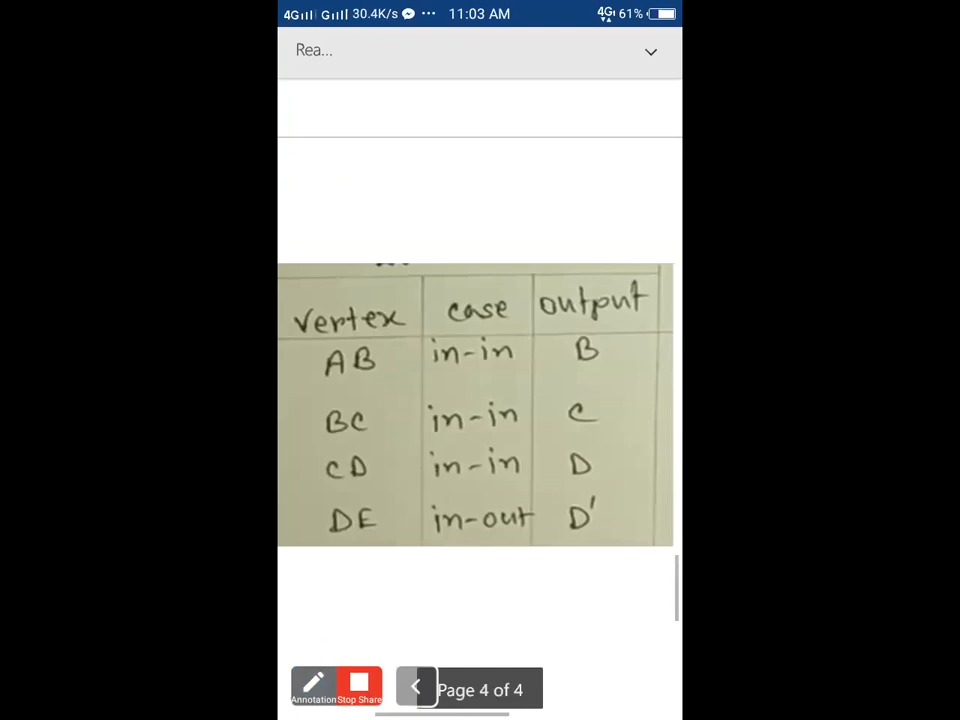 4G G 30.4K/s ... 11:03 AM 4G 61%
Rea...
vertex case output
AB in-in B
BC in-in C
CD in-in D
DE in-out D'
Annotation Stop Share Page 4 of 4